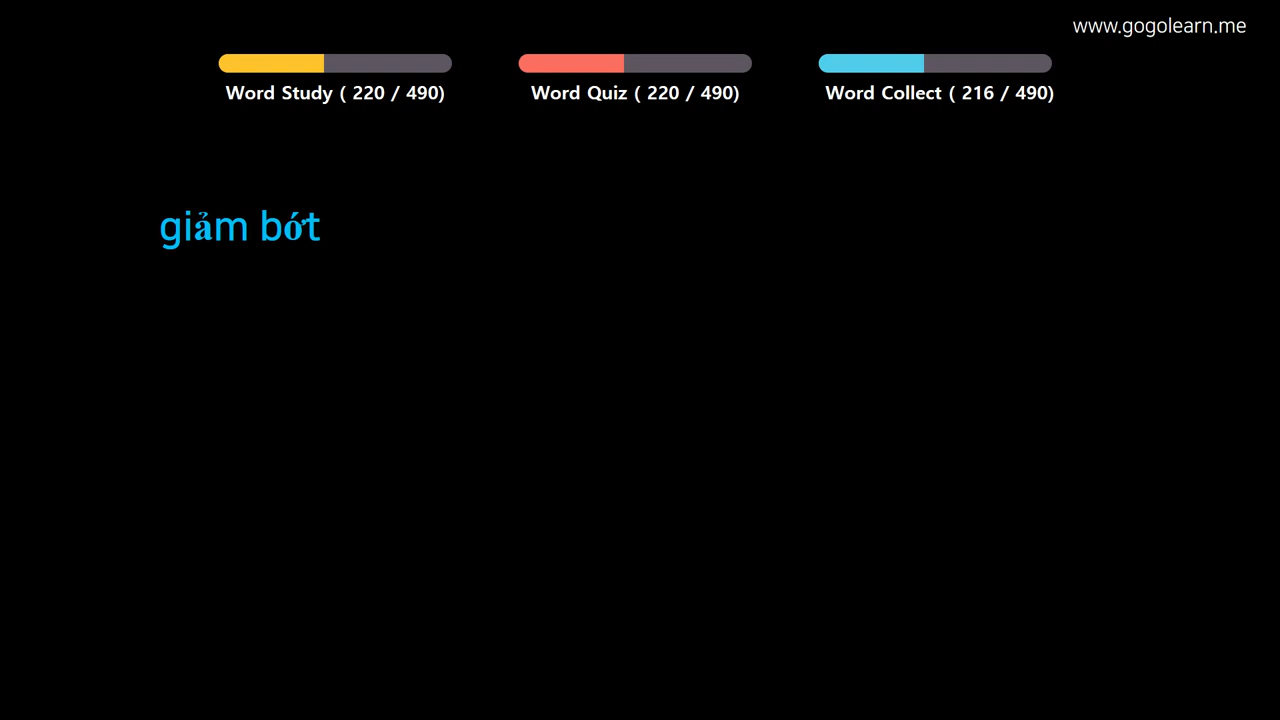 www.gogolearn.me
Word Study ( 220 / 490)
Word Quiz ( 220 / 490)
Word Collect ( 216 / 490)
giảm bớt